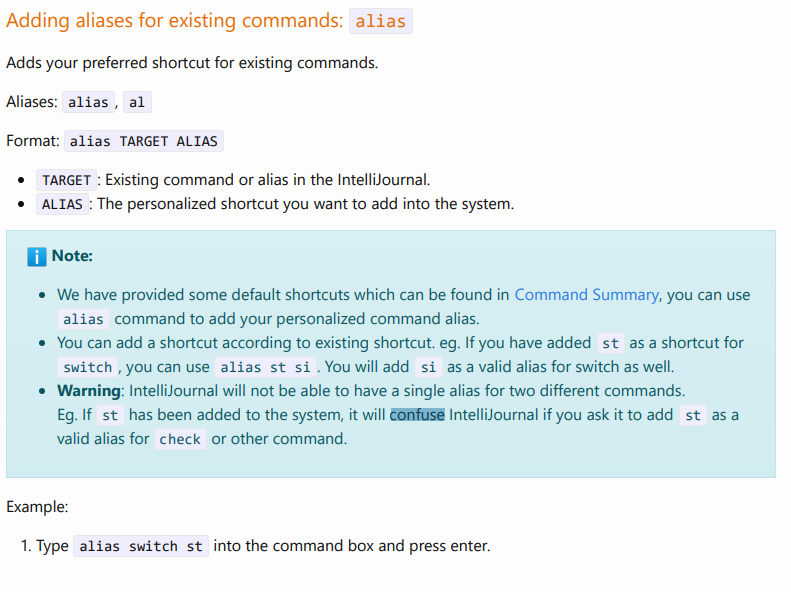 Adding aliases for existing commands: alias
Adds your preferred shortcut for existing commands.
Aliases: alias, al
Format: alias TARGET ALIAS
• TARGET: Existing command or alias in the IntelliJournal.
• ALIAS: The personalized shortcut you want to add into the system.
ℹ️ Note:
• We have provided some default shortcuts which can be found in Command Summary, you can use
alias command to add your personalized command alias.
• You can add a shortcut according to existing shortcut. eg. If you have added st as a shortcut for
switch, you can use alias st si. You will add si as a valid alias for switch as well.
• Warning: IntelliJournal will not be able to have a single alias for two different commands.
Eg. If st has been added to the system, it will confuse IntelliJournal if you ask it to add st as a
valid alias for check or other command.
Example:
1. Type alias switch st into the command box and press enter.